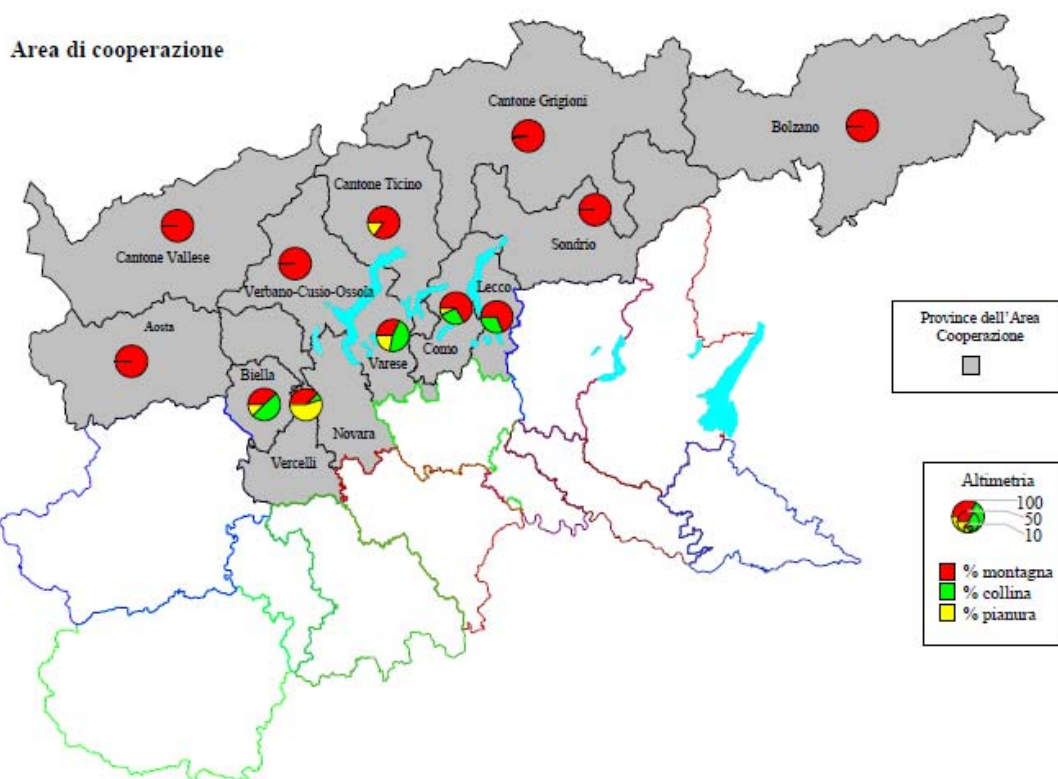 Area di cooperazione
Cantone Grigioni
Bolzano
Cantone Ticino
Cantone Vallese
Sondrio
Verbano-Cusio-Ossola
Lecco
Aosta
Varese
Como
Biella
Novara
Vercelli
Province dell'Area
Cooperazione
Altimetria
100
50
10
% montagna
% collina
% pianura